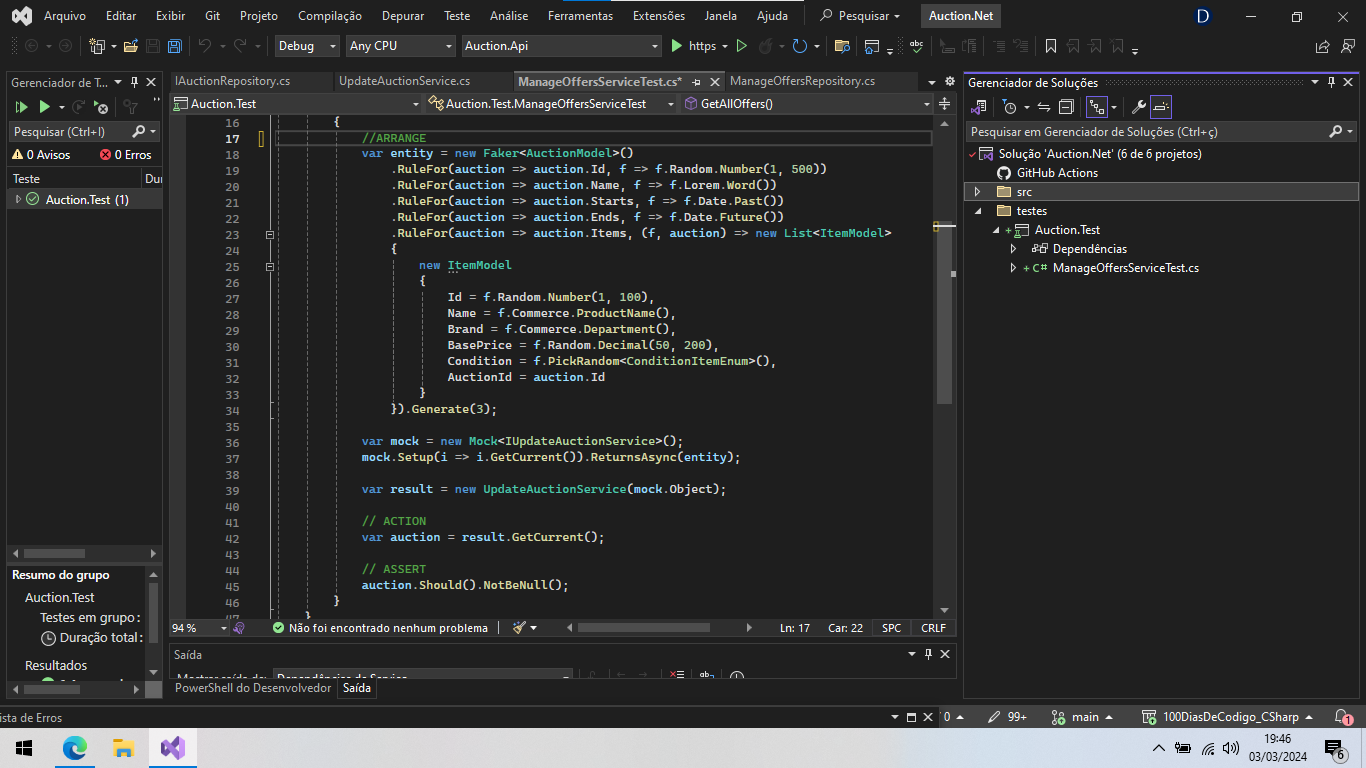 Arquivo Editar Exibir Git Projeto Compilação Depurar Teste Análise Ferramentas Extensões Janela Ajuda Pesquisar Auction.Net D
Debug Any CPU Auction.Api https
Gerenciador de T...
Pesquisar (Ctrl+I)
0 Avisos 0 Erros
Teste Du
Auction.Test (1)
Resumo do grupo
Auction.Test
Testes em grupo:
Duração total:
Resultados
IAuctionRepository.cs UpdateAuctionService.cs ManageOffersServiceTest.cs* ManageOffersRepository.cs
Auction.Test Auction.Test.ManageOffersServiceTest GetAllOffers()
16 {
17 //ARRANGE
18 var entity = new Faker<AuctionModel>()
19 .RuleFor(auction => auction.Id, f => f.Random.Number(1, 500))
20 .RuleFor(auction => auction.Name, f => f.Lorem.Word())
21 .RuleFor(auction => auction.Starts, f => f.Date.Past())
22 .RuleFor(auction => auction.Ends, f => f.Date.Future())
23 .RuleFor(auction => auction.Items, (f, auction) => new List<ItemModel>
24 {
25 new ItemModel
26 {
27 Id = f.Random.Number(1, 100),
28 Name = f.Commerce.ProductName(),
29 Brand = f.Commerce.Department(),
30 BasePrice = f.Random.Decimal(50, 200),
31 Condition = f.PickRandom<ConditionItemEnum>(),
32 AuctionId = auction.Id
33 }
34 }).Generate(3);
35
36 var mock = new Mock<IUpdateAuctionService>();
37 mock.Setup(i => i.GetCurrent()).ReturnsAsync(entity);
38
39 var result = new UpdateAuctionService(mock.Object);
40
41 // ACTION
42 var auction = result.GetCurrent();
43
44 // ASSERT
45 auction.Should().NotBeNull();
46 }
47 }
94 % Não foi encontrado nenhum problema Ln: 17 Car: 22 SPC CRLF
Saída
Mostrar saída de: Dependências do Serviço
PowerShell do Desenvolvedor Saída
Gerenciador de Soluções
Pesquisar em Gerenciador de Soluções (Ctrl+ç)
Solução 'Auction.Net' (6 de 6 projetos)
GitHub Actions
src
testes
Auction.Test
Dependências
C# ManageOffersServiceTest.cs
ista de Erros
0 99+ main 100DiasDeCodigo_CSharp 1
19:46
03/03/2024
6